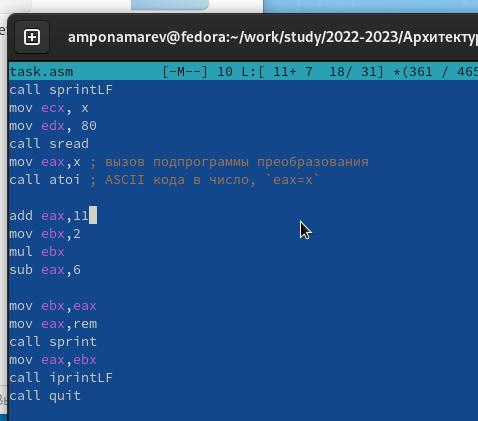 amponamarev@fedora:~/work/study/2022-2023/Архитектур
task.asm [-M--] 10 L:[ 11+ 7 18/ 31] *(361 / 465
call sprintLF
mov ecx, x
mov edx, 80
call sread
mov eax,x ; вызов подпрограммы преобразования
call atoi ; ASCII кода в число, `eax=x`
add eax,11
mov ebx,2
mul ebx
sub eax,6
mov ebx,eax
mov eax,rem
call sprint
mov eax,ebx
call iprintLF
call quit